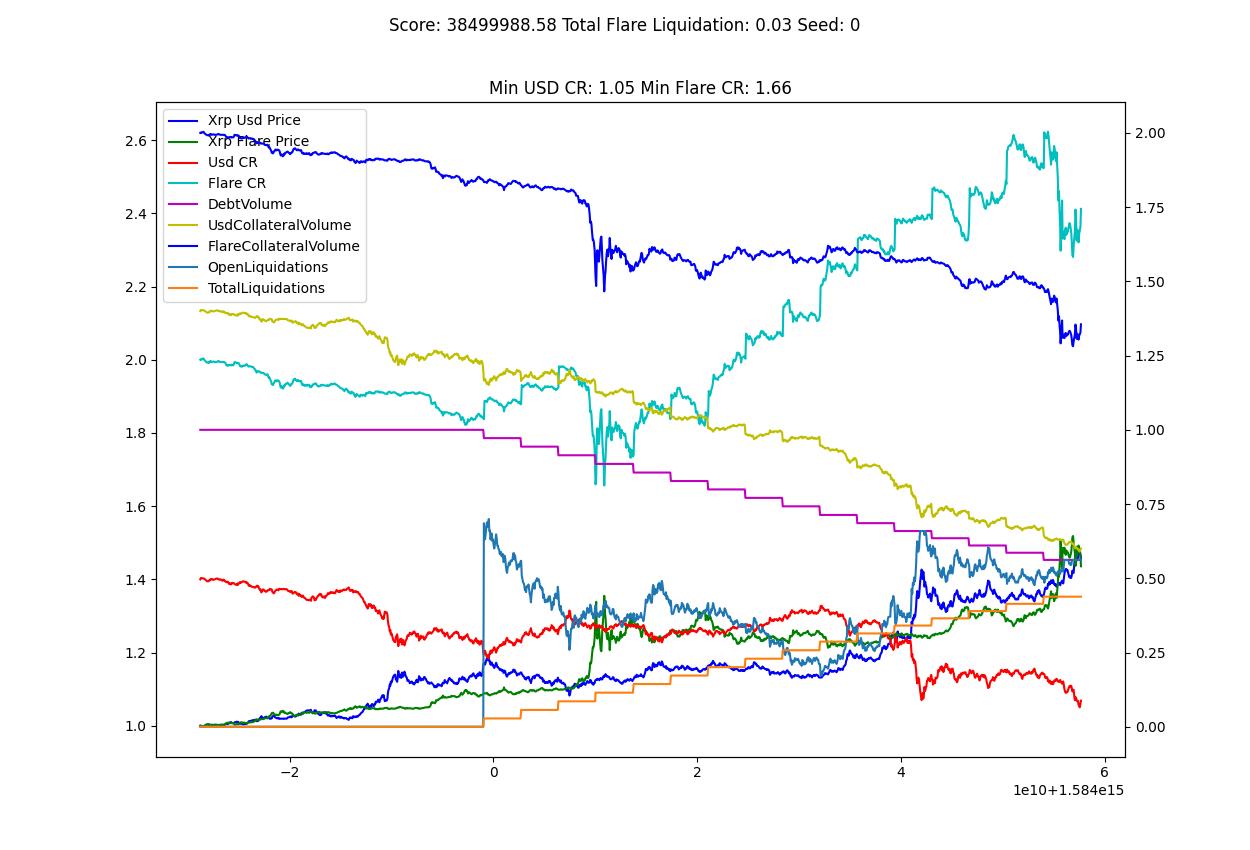 Score: 38499988.58 Total Flare Liquidation: 0.03 Seed: 0
Min USD CR: 1.05 Min Flare CR: 1.66
Xrp Usd Price
Xrp Flare Price
Usd CR
Flare CR
DebtVolume
UsdCollateralVolume
FlareCollateralVolume
OpenLiquidations
TotalLiquidations
2.6
2.4
2.2
2.0
1.8
1.6
1.4
1.2
1.0
2.00
1.75
1.50
1.25
1.00
0.75
0.50
0.25
0.00
−2 0 2 4 6
1e10+1.584e15